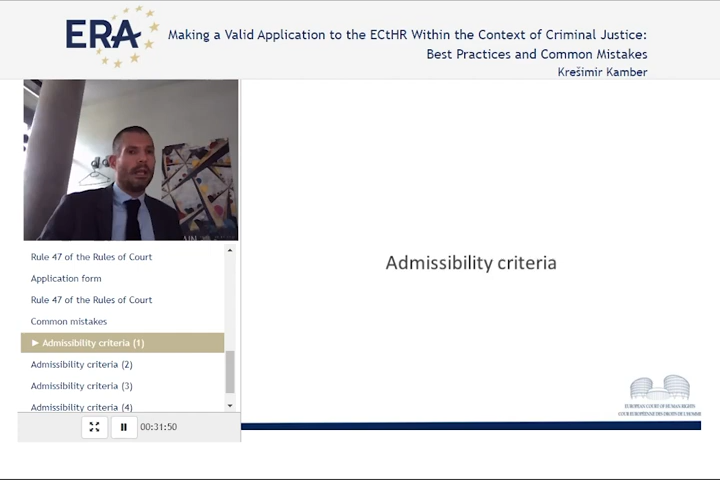 ERA
Making a Valid Application to the ECtHR Within the Context of Criminal Justice:
Best Practices and Common Mistakes
Krešimir Kamber
Rule 47 of the Rules of Court
Application form
Rule 47 of the Rules of Court
Common mistakes
Admissibility criteria (1)
Admissibility criteria (2)
Admissibility criteria (3)
Admissibility criteria (4)
00:31:50
Admissibility criteria
EUROPEAN COURT OF HUMAN RIGHTS
COUR EUROPÉENNE DES DROITS DE L'HOMME